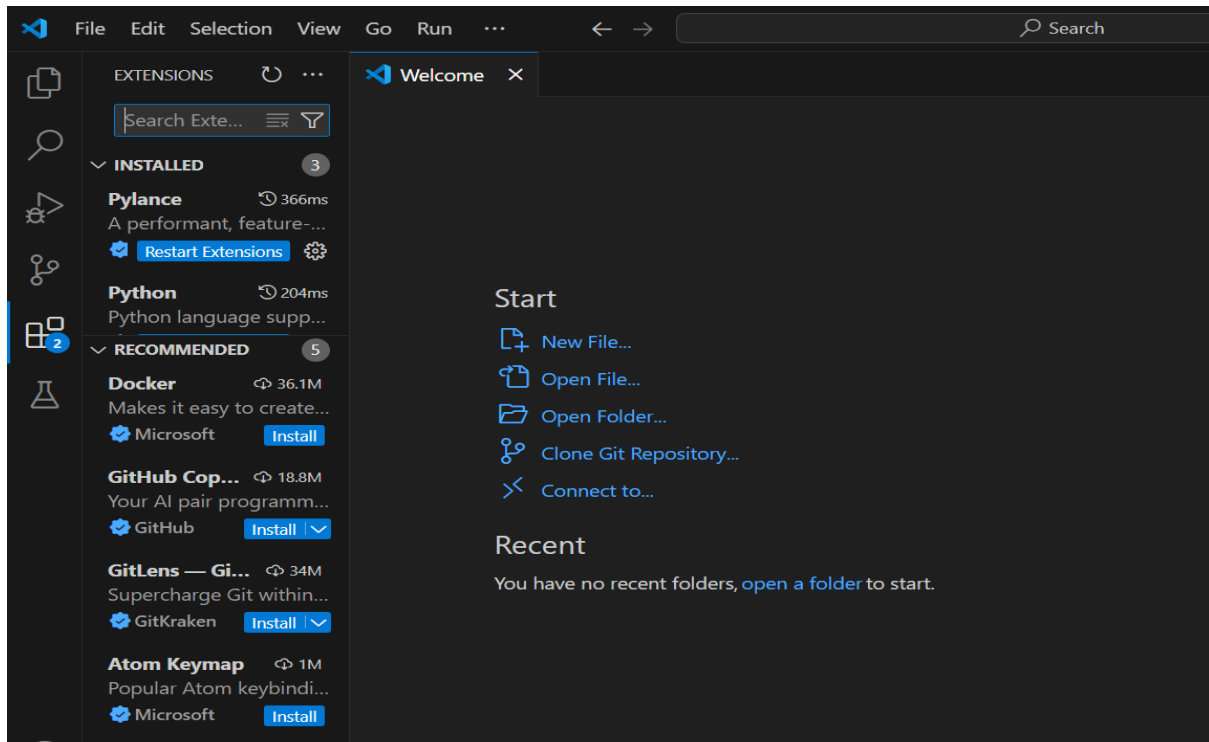 File Edit Selection View Go Run ··· Search
EXTENSIONS ···
Welcome
Search Exte...
INSTALLED 3
Pylance 366ms
A performant, feature-...
Restart Extensions
Python 204ms
Python language supp...
2
RECOMMENDED 5
Docker 36.1M
Makes it easy to create...
Microsoft Install
GitHub Cop... 18.8M
Your AI pair programm...
GitHub Install
GitLens — Gi... 34M
Supercharge Git within...
GitKraken Install
Atom Keymap 1M
Popular Atom keybindi...
Microsoft Install
Start
New File...
Open File...
Open Folder...
Clone Git Repository...
Connect to...
Recent
You have no recent folders, open a folder to start.